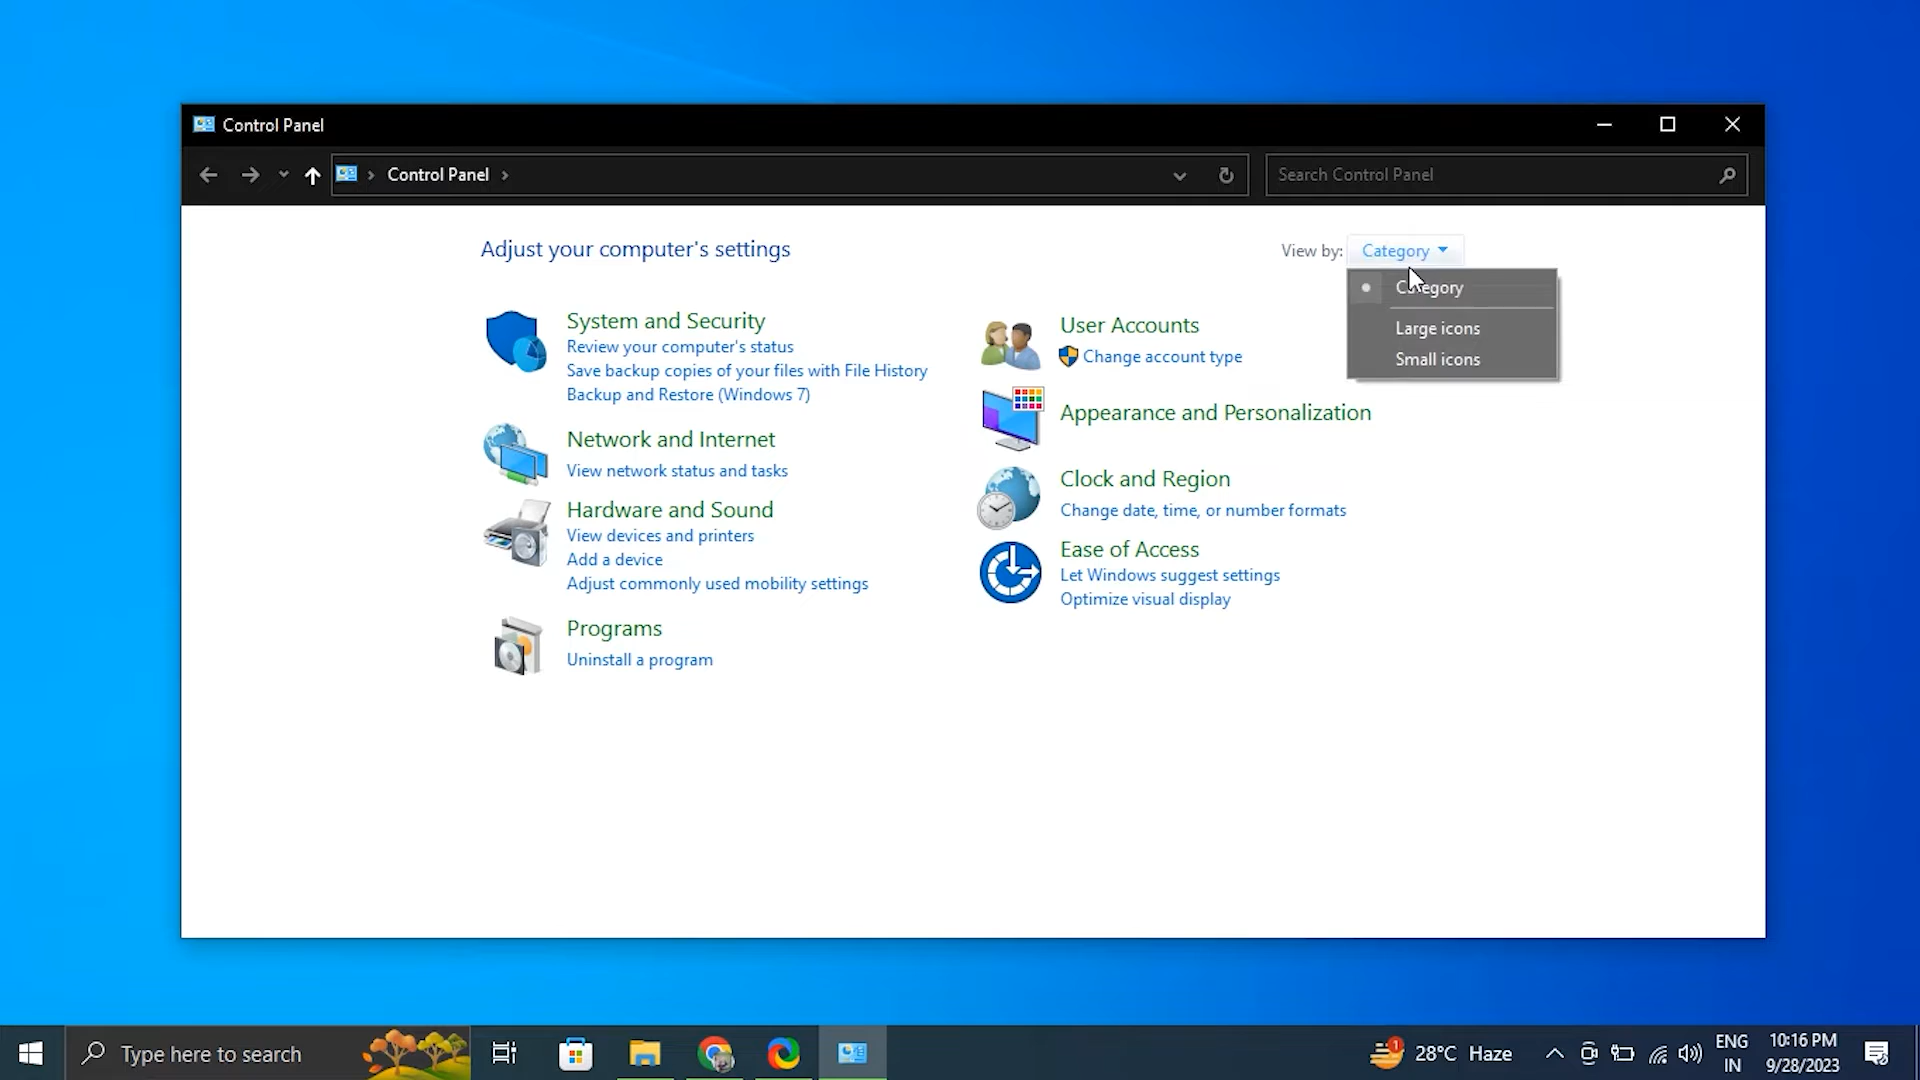 Control Panel
Control Panel
Search Control Panel
Adjust your computer's settings
View by: Category
Category
Large icons
Small icons
System and Security
Review your computer's status
Save backup copies of your files with File History
Backup and Restore (Windows 7)
Network and Internet
View network status and tasks
Hardware and Sound
View devices and printers
Add a device
Adjust commonly used mobility settings
Programs
Uninstall a program
User Accounts
Change account type
Appearance and Personalization
Clock and Region
Change date, time, or number formats
Ease of Access
Let Windows suggest settings
Optimize visual display
Type here to search
1
28°C Haze
ENG
IN
10:16 PM
9/28/2023